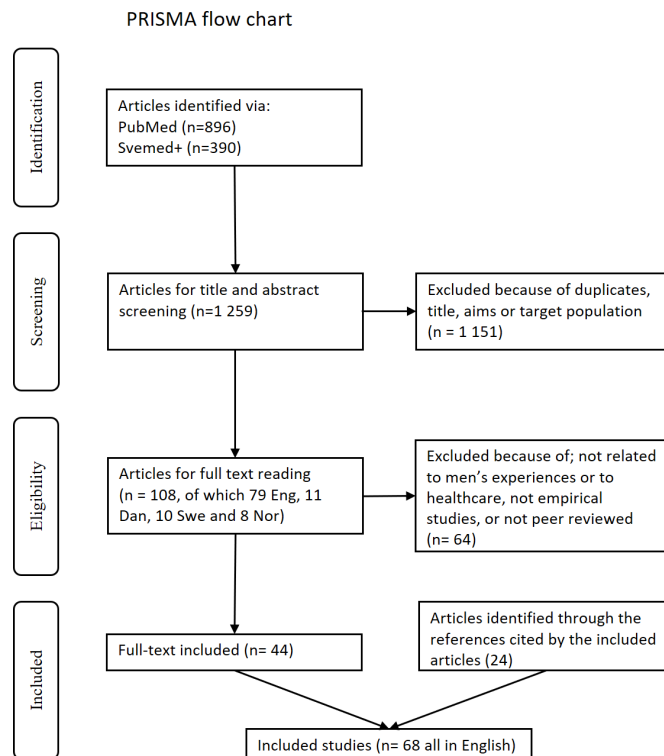 PRISMA flow chart
Identification
Articles identified via:
PubMed (n=896)
Svemed+ (n=390)
Screening
Articles for title and abstract
screening (n=1 259)
Excluded because of duplicates,
title, aims or target population
(n = 1 151)
Eligibility
Articles for full text reading
(n = 108, of which 79 Eng, 11
Dan, 10 Swe and 8 Nor)
Excluded because of; not related
to men’s experiences or to
healthcare, not empirical
studies, or not peer reviewed
(n= 64)
Included
Full-text included (n= 44)
Articles identified through the
references cited by the included
articles (24)
Included studies (n= 68 all in English)